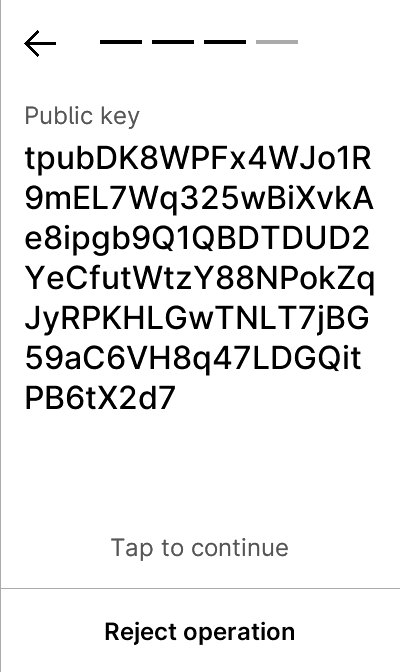 Public key
tpubDK8WPFx4WJo1R
9mEL7Wq325wBiXvkA
e8ipgb9Q1QBDTDUD2
YeCfutWtzY88NPokZq
JyRPKHLGwTNLT7jBG
59aC6VH8q47LDGQit
PB6tX2d7
Tap to continue
Reject operation